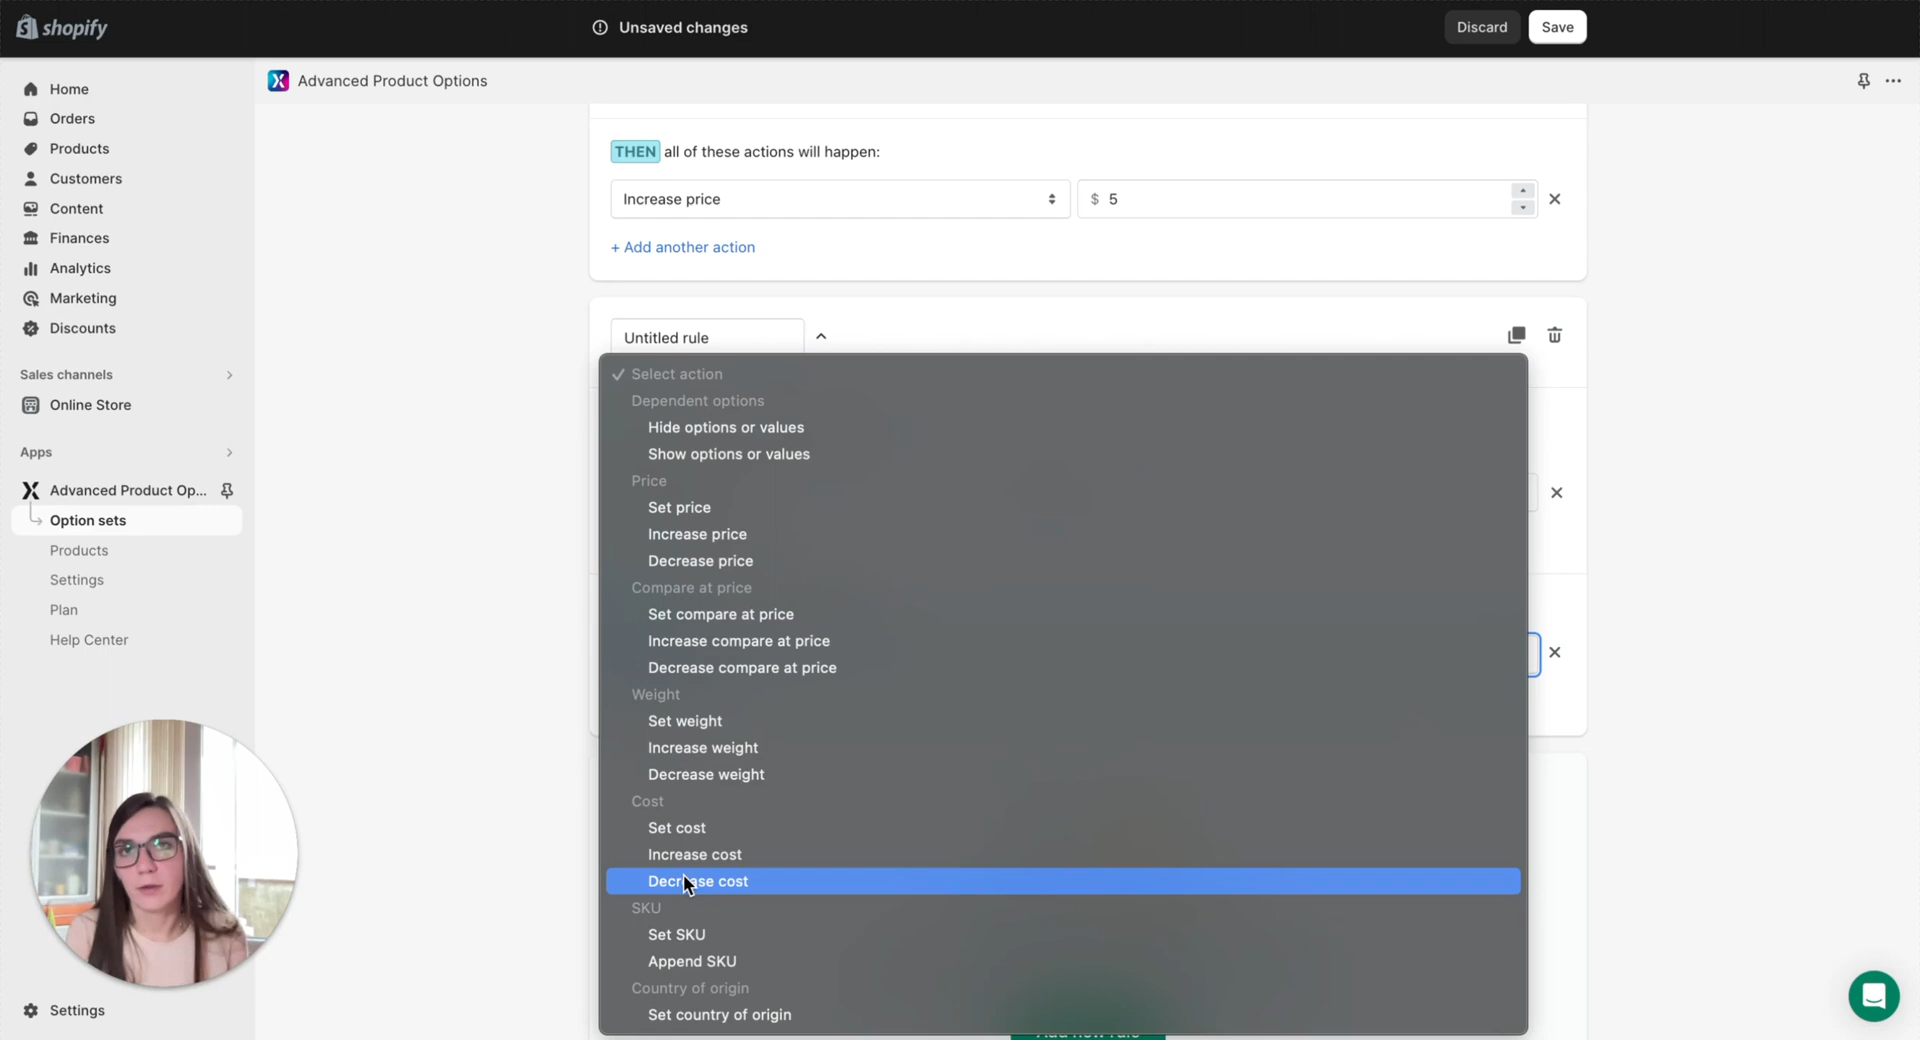 shopify
Unsaved changes
Discard
Save
Advanced Product Options
Home
Orders
Products
Customers
Content
Finances
Analytics
Marketing
Discounts
Sales channels
Online Store
Apps
Advanced Product Op...
Option sets
Products
Settings
Plan
Help Center
Settings
THEN all of these actions will happen:
Increase price
$ 5
+ Add another action
Untitled rule
✓ Select action
Dependent options
Hide options or values
Show options or values
Price
Set price
Increase price
Decrease price
Compare at price
Set compare at price
Increase compare at price
Decrease compare at price
Weight
Set weight
Increase weight
Decrease weight
Cost
Set cost
Increase cost
Decrease cost
SKU
Set SKU
Append SKU
Country of origin
Set country of origin
Add new rule